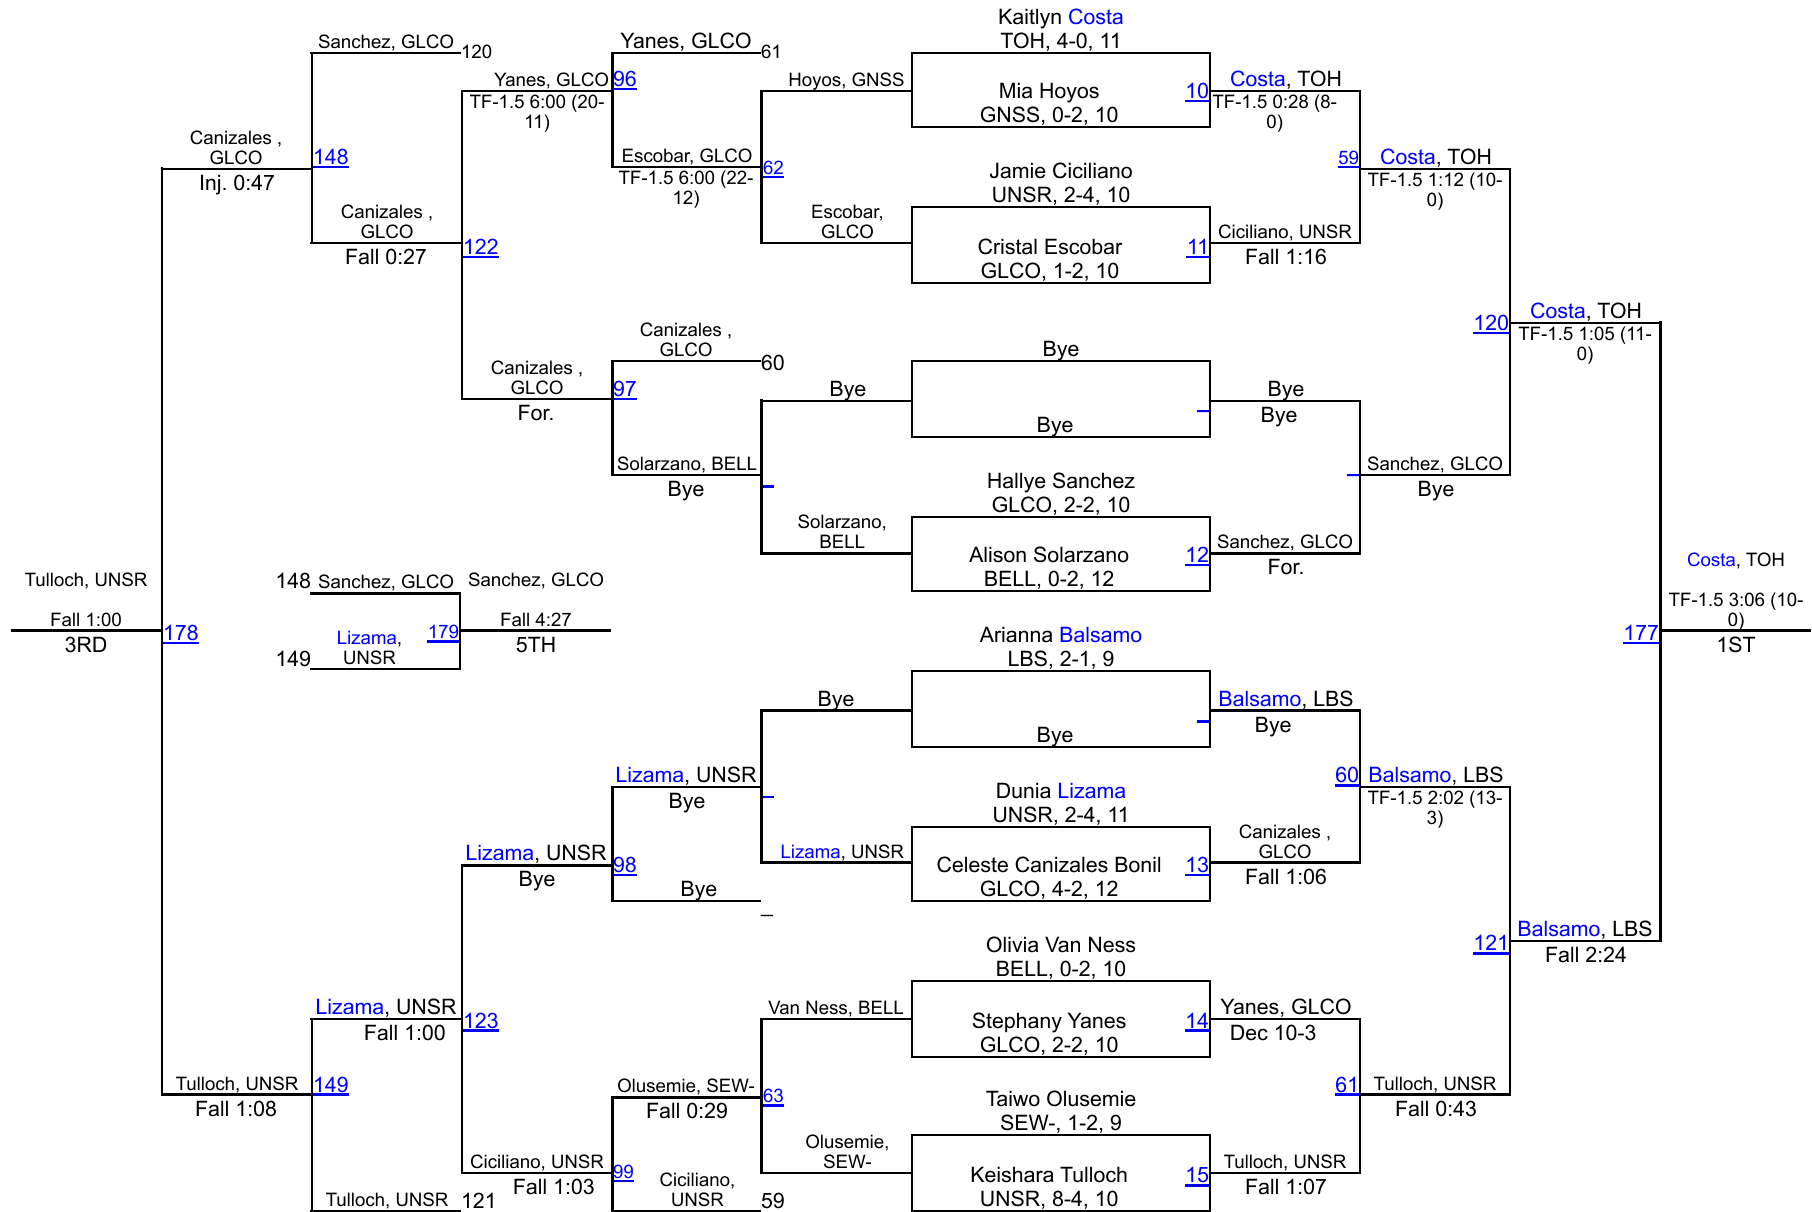 Kaitlyn Costa
TOH, 4-0, 11
Mia Hoyos
GNSS, 0-2, 10
10
Jamie Ciciliano
UNSR, 2-4, 10
Cristal Escobar
GLCO, 1-2, 10
11
Bye
Bye
Hallye Sanchez
GLCO, 2-2, 10
Alison Solarzano
BELL, 0-2, 12
12
Arianna Balsamo
LBS, 2-1, 9
Bye
Dunia Lizama
UNSR, 2-4, 11
Celeste Canizales Bonil
GLCO, 4-2, 12
13
Olivia Van Ness
BELL, 0-2, 10
Stephany Yanes
GLCO, 2-2, 10
14
Taiwo Olusemie
SEW-, 1-2, 9
Keishara Tulloch
UNSR, 8-4, 10
15
Costa, TOH
TF-1.5 0:28 (8-
0)
59
Ciciliano, UNSR
Fall 1:16
Bye
Bye
Sanchez, GLCO
For.
Balsamo, LBS
Bye
60
Canizales ,
GLCO
Fall 1:06
Yanes, GLCO
Dec 10-3
61
Tulloch, UNSR
Fall 1:07
Costa, TOH
TF-1.5 1:12 (10-
0)
120
Sanchez, GLCO
Bye
Balsamo, LBS
TF-1.5 2:02 (13-
3)
121
Tulloch, UNSR
Fall 0:43
Costa, TOH
TF-1.5 1:05 (11-
0)
177
Balsamo, LBS
Fall 2:24
Costa, TOH
TF-1.5 3:06 (10-
0)
1ST
Hoyos, GNSS
62
Escobar,
GLCO
Bye
Solarzano,
BELL
Bye
Lizama, UNSR
Van Ness, BELL
63
Olusemie,
SEW-
Yanes, GLCO
61
96
Escobar, GLCO
TF-1.5 6:00 (22-
12)
Canizales ,
GLCO
60
97
Solarzano, BELL
Bye
Lizama, UNSR
Bye
98
Bye
_
Olusemie, SEW-
Fall 0:29
99
Ciciliano,
UNSR
59
Yanes, GLCO
TF-1.5 6:00 (20-
11)
122
Canizales ,
GLCO
For.
Lizama, UNSR
Bye
123
Ciciliano, UNSR
Fall 1:03
Sanchez, GLCO
120
148
Canizales ,
GLCO
Fall 0:27
Lizama, UNSR
Fall 1:00
149
Tulloch, UNSR
121
Canizales ,
GLCO
Inj. 0:47
178
Tulloch, UNSR
Fall 1:08
Tulloch, UNSR
Fall 1:00
3RD
148
Sanchez, GLCO
179
149
Lizama,
UNSR
Sanchez, GLCO
Fall 4:27
5TH